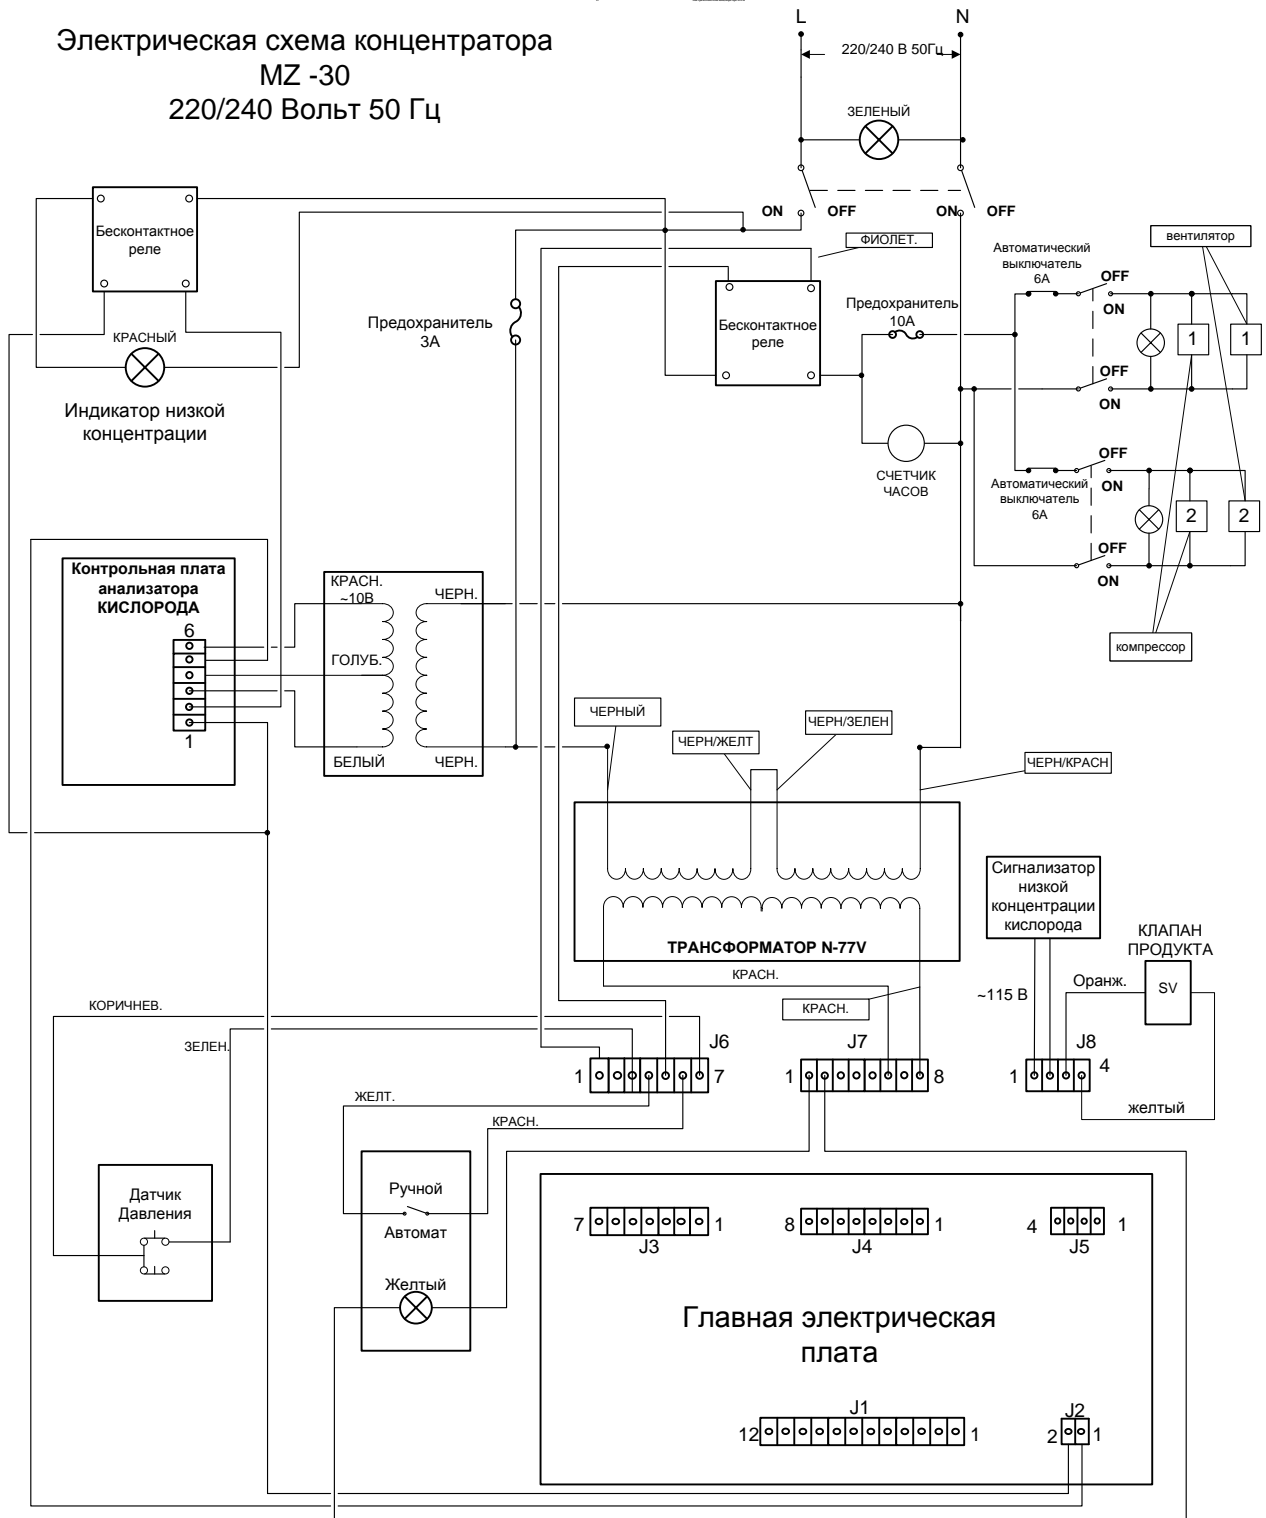 Электрическая схема концентратора
MZ -30
220/240 Вольт 50 Гц
L
N
220/240 В 50Гц
ЗЕЛЕНЫЙ
ON
OFF
ON
OFF
ФИОЛЕТ.
Бесконтактное
реле
КРАСНЫЙ
Индикатор низкой
концентрации
Предохранитель
3А
Бесконтактное
реле
Предохранитель
10А
СЧЕТЧИК
ЧАСОВ
Автоматический
выключатель
6А
OFF
ON
OFF
ON
вентилятор
1
1
Автоматический
выключатель
6А
OFF
ON
OFF
ON
2
2
компрессор
Контрольная плата
анализатора
КИСЛОРОДА
6
1
КРАСН.
~10В
ЧЕРН.
ГОЛУБ.
БЕЛЫЙ
ЧЕРН.
ЧЕРНЫЙ
ЧЕРН/ЖЕЛТ
ЧЕРН/ЗЕЛЕН
ЧЕРН/КРАСН
ТРАНСФОРМАТОР N-77V
КРАСН.
КРАСН.
Сигнализатор
низкой
концентрации
кислорода
~115 В
КЛАПАН
ПРОДУКТА
Оранж.
SV
J8
1
4
желтый
КОРИЧНЕВ.
ЗЕЛЕН.
J6
1
7
J7
1
8
ЖЕЛТ.
КРАСН.
Датчик
Давления
Ручной
Автомат
Желтый
7
1
J3
8
1
J4
4
1
J5
Главная электрическая
плата
J1
12
1
J2
2
1